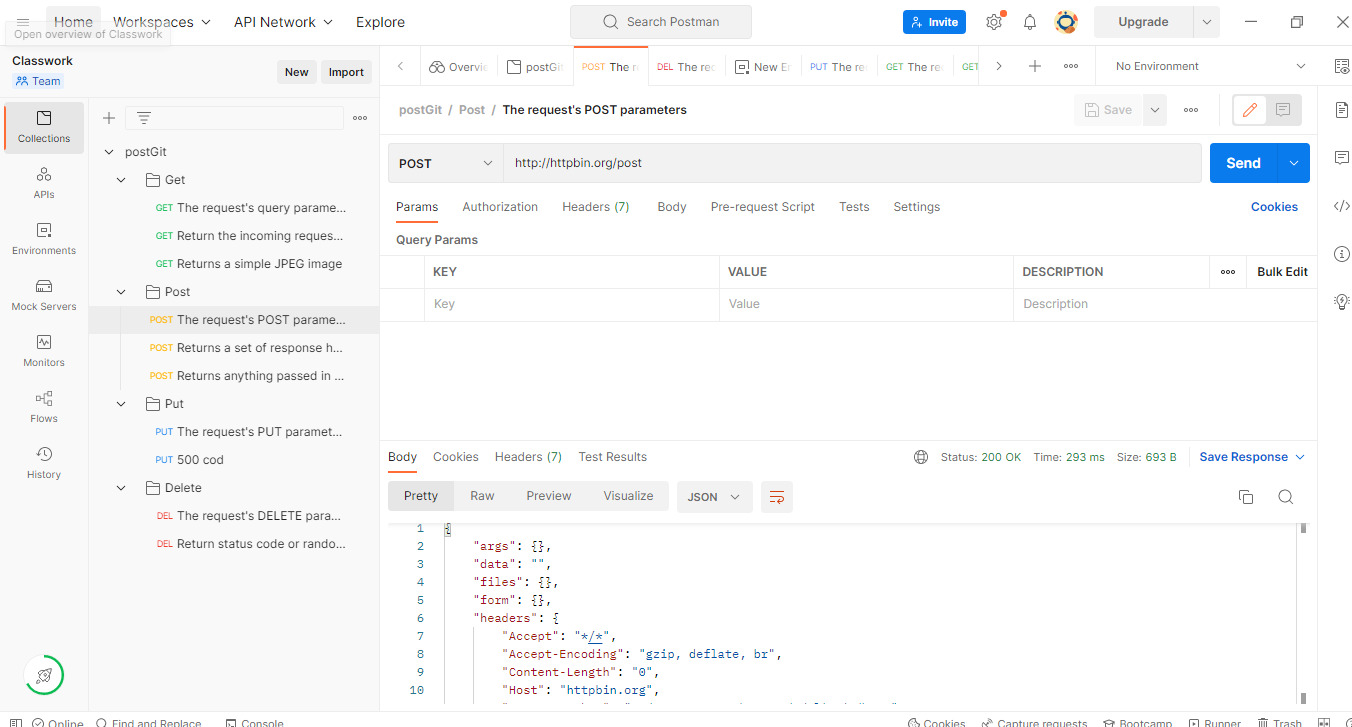 Home Workspaces API Network Explore Search Postman Invite Upgrade
Open overview of Classwork
Classwork
Team
New Import
Overvie postGit POST The re DEL The rec New En PUT The re GET The rec GET No Environment
Collections
APIs
Environments
Mock Servers
Monitors
Flows
History
postGit
Get
GET The request's query parame...
GET Return the incoming reques...
GET Returns a simple JPEG image
Post
POST The request's POST parame...
POST Returns a set of response h...
POST Returns anything passed in ...
Put
PUT The request's PUT paramet...
PUT 500 cod
Delete
DEL The request's DELETE para...
DEL Return status code or rando...
postGit / Post / The request's POST parameters Save
POST http://httpbin.org/post Send
Params Authorization Headers (7) Body Pre-request Script Tests Settings Cookies
Query Params
KEY VALUE DESCRIPTION Bulk Edit
Key Value Description
Body Cookies Headers (7) Test Results Status: 200 OK Time: 293 ms Size: 693 B Save Response
Pretty Raw Preview Visualize JSON
1 {
2 "args": {},
3 "data": "",
4 "files": {},
5 "form": {},
6 "headers": {
7 "Accept": "*/*",
8 "Accept-Encoding": "gzip, deflate, br",
9 "Content-Length": "0",
10 "Host": "httpbin.org",
Online Find and Replace Console Cookies Capture requests Bootcamp Runner Trash